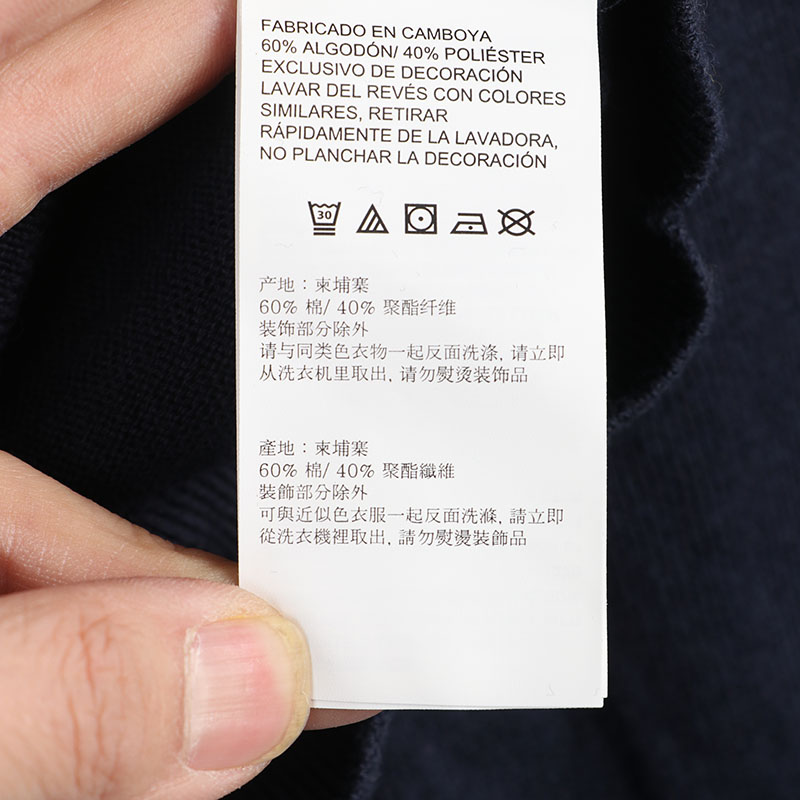 FABRICADO EN CAMBOYA
60% ALGODÓN/ 40% POLIÉSTER
EXCLUSIVO DE DECORACIÓN
LAVAR DEL REVÉS CON COLORES
SIMILARES, RETIRAR
RÁPIDAMENTE DE LA LAVADORA,
NO PLANCHAR LA DECORACIÓN
30
产地：柬埔寨
60% 棉/ 40% 聚酯纤维
装饰部分除外
请与同类色衣物一起反面洗涤, 请立即
从洗衣机里取出, 请勿熨烫装饰品
產地：柬埔寨
60% 棉/ 40% 聚酯纖維
裝飾部分除外
可與近似色衣服一起反面洗滌, 請立即
從洗衣機裡取出, 請勿熨燙裝飾品